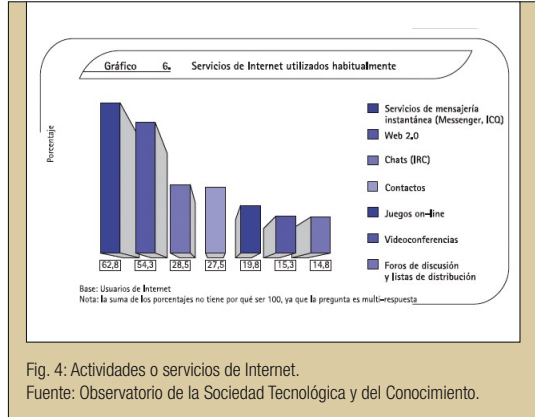 Gráfico 6. Servicios de Internet utilizados habitualmente
Porcentaje
Servicios de mensajería
instantánea (Messenger, ICQ)
Web 2.0
Chats (IRC)
Contactos
Juegos on-line
Videoconferencias
Foros de discusión
y listas de distribución
62,8 54,3 28,5 27,5 19,8 15,3 14,8
Base: Usuarios de Internet
Nota: la suma de los porcentajes no tiene por qué ser 100, ya que la pregunta es multi-respuesta
Fig. 4: Actividades o servicios de Internet.
Fuente: Observatorio de la Sociedad Tecnológica y del Conocimiento.